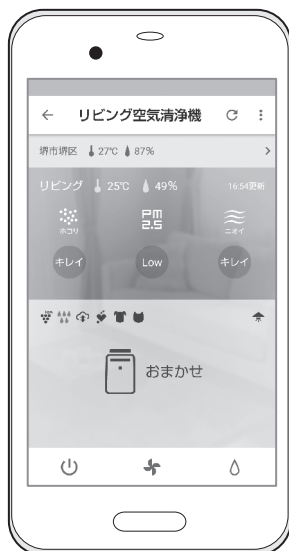 リビング空気清浄機
堺市堺区 27℃ 87%
リビング 25℃ 49% 16:54更新
ホコリ PM2.5 ニオイ
キレイ Low キレイ
おまかせ